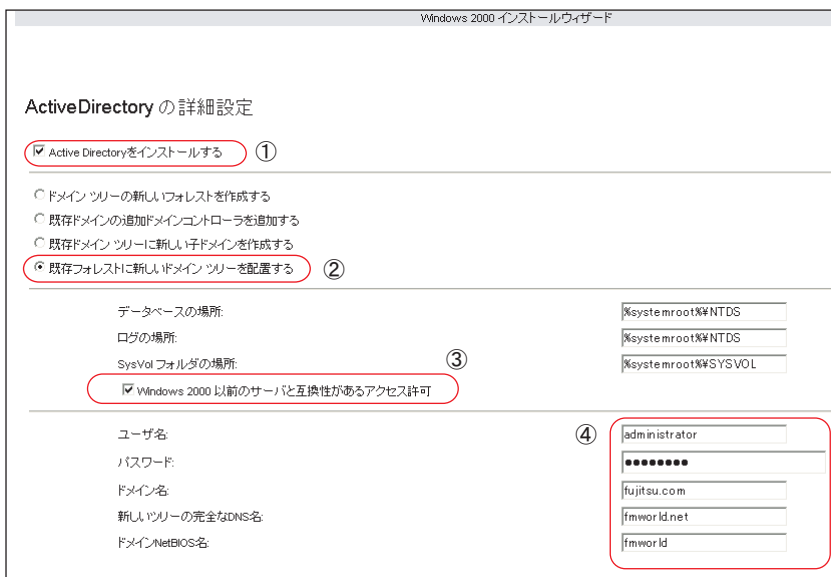 Windows 2000 インストールウィザード
ActiveDirectory の詳細設定
Active Directoryをインストールする ①
ドメイン ツリーの新しいフォレストを作成する
既存ドメインの追加ドメインコントローラを追加する
既存ドメイン ツリーに新しい子ドメインを作成する
既存フォレストに新しいドメイン ツリーを配置する ②
データベースの場所: %systemroot%¥NTDS
ログの場所: %systemroot%¥NTDS
SysVol フォルダの場所: %systemroot%¥SYSVOL
③
Windows 2000 以前のサーバと互換性があるアクセス許可
ユーザ名: ④ administrator
パスワード: ●●●●●●●●
ドメイン名: fujitsu.com
新しいツリーの完全なDNS名: fmworld.net
ドメインNetBIOS名: fmworld